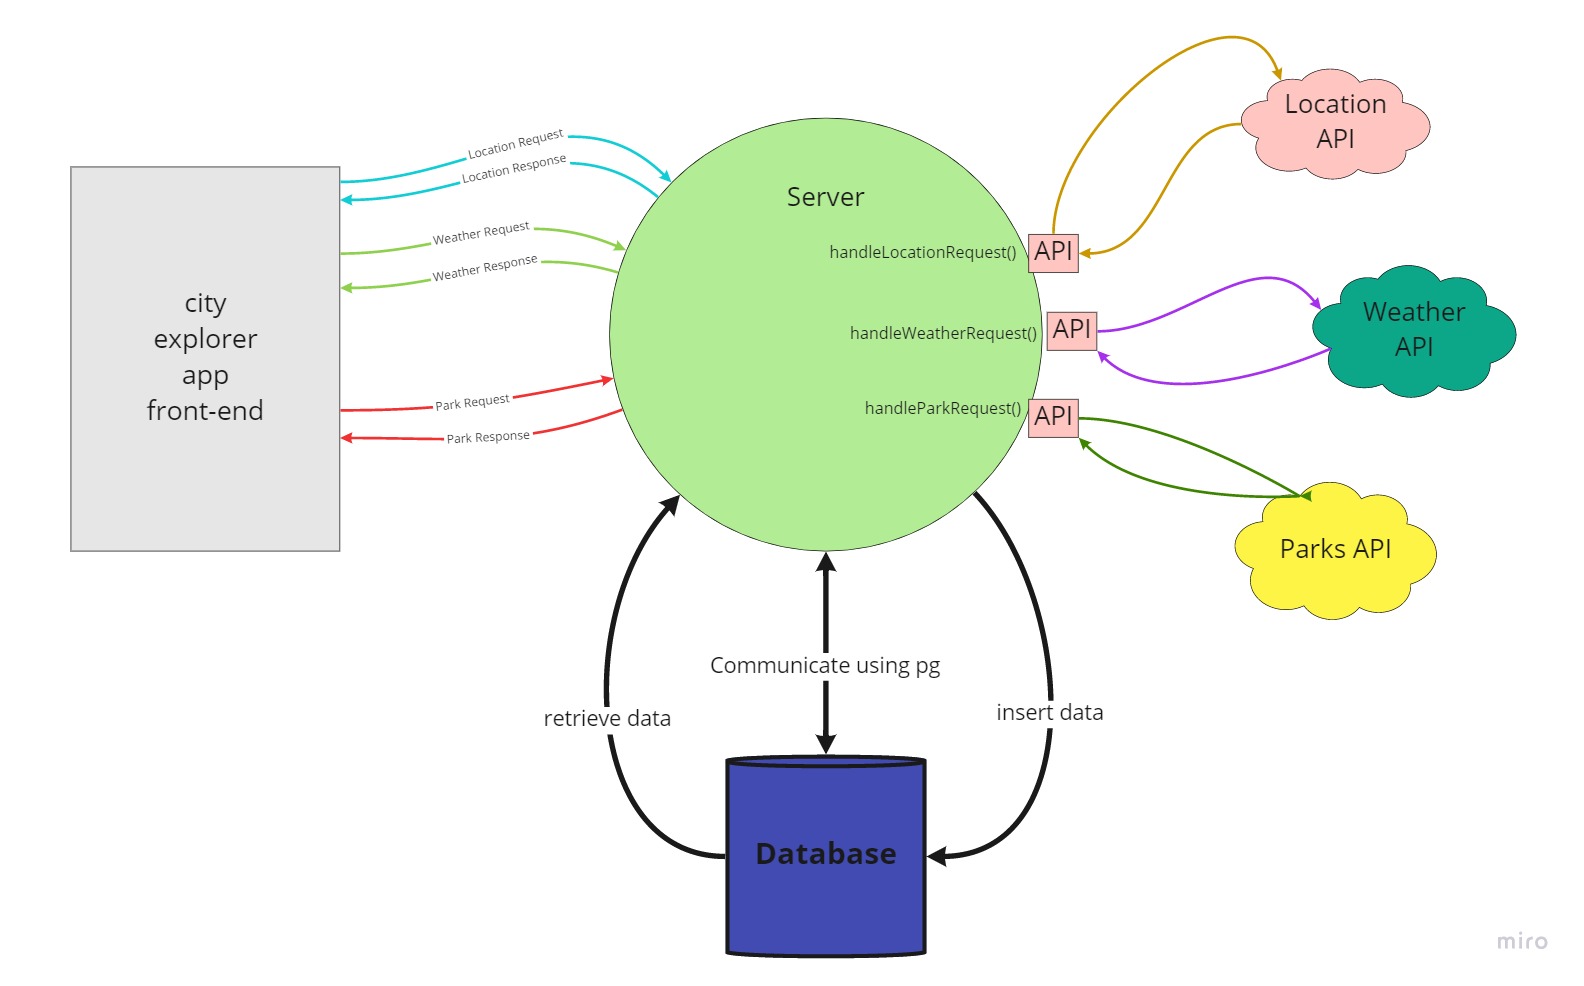 Location Request
Location Response
Weather Request
Weather Response
Park Request
Park Response
city
explorer
app
front-end
Server
handleLocationRequest()
handleWeatherRequest()
handleParkRequest()
API
API
API
Location
API
Weather
API
Parks API
retrieve data
Communicate using pg
insert data
Database
miro